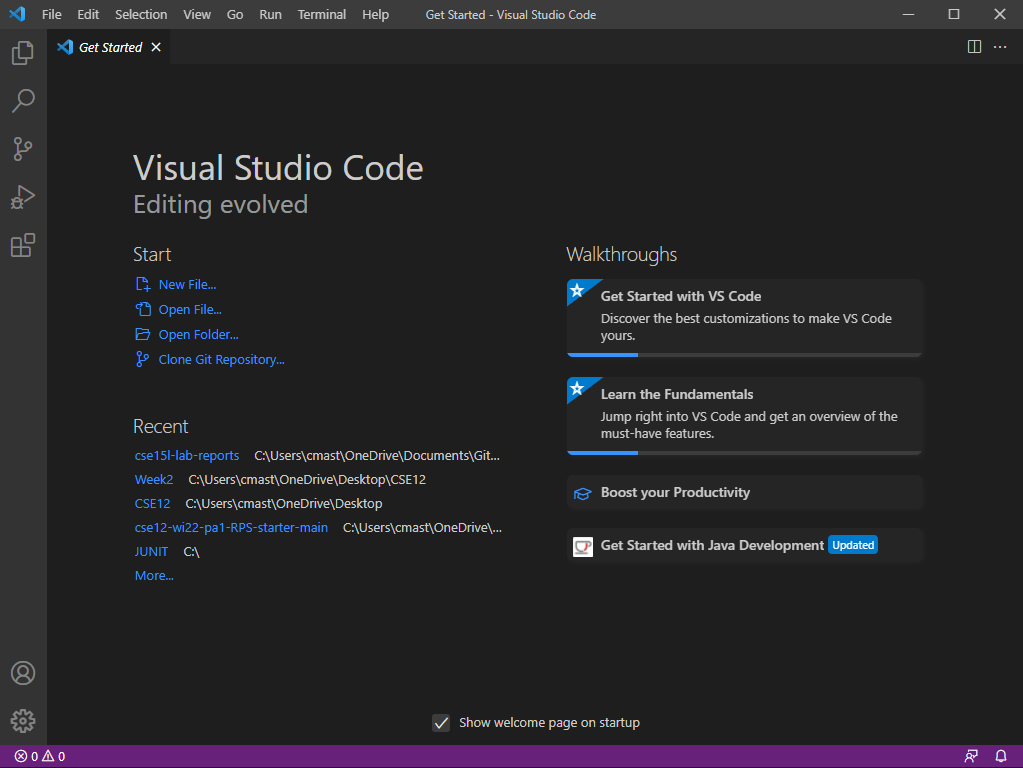 File Edit Selection View Go Run Terminal Help Get Started - Visual Studio Code
Get Started
Visual Studio Code
Editing evolved
Start
New File...
Open File...
Open Folder...
Clone Git Repository...
Recent
cse15l-lab-reports C:\Users\cmast\OneDrive\Documents\Git...
Week2 C:\Users\cmast\OneDrive\Desktop\CSE12
CSE12 C:\Users\cmast\OneDrive\Desktop
cse12-wi22-pa1-RPS-starter-main C:\Users\cmast\OneDrive\...
JUNIT C:\
More...
Walkthroughs
Get Started with VS Code
Discover the best customizations to make VS Code
yours.
Learn the Fundamentals
Jump right into VS Code and get an overview of the
must-have features.
Boost your Productivity
Get Started with Java Development Updated
Show welcome page on startup
0 0